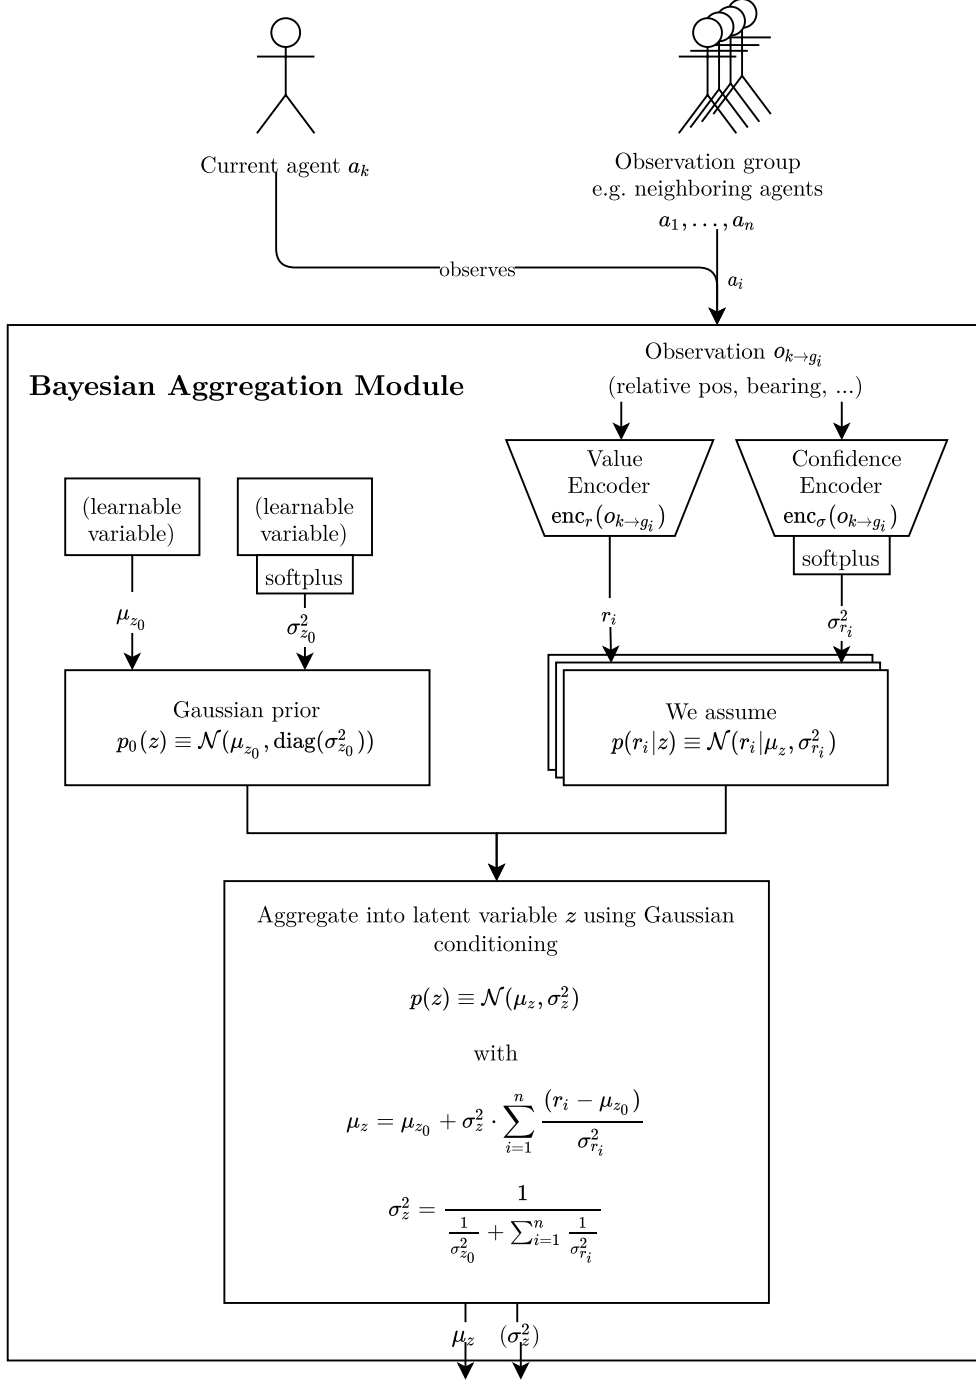 Current agent $a_k$
Observation group
e.g. neighboring agents
$a_1, \ldots, a_n$
observes
$a_i$
Bayesian Aggregation Module
Observation $o_{k \to g_i}$
(relative pos, bearing, ...)
Value
Encoder
$\mathrm{enc}_r(o_{k \to g_i})$
Confidence
Encoder
$\mathrm{enc}_\sigma(o_{k \to g_i})$
softplus
(learnable
variable)
(learnable
variable)
softplus
$\mu_{z_0}$
$\sigma^2_{z_0}$
$r_i$
$\sigma^2_{r_i}$
Gaussian prior
$p_0(z) \equiv \mathcal{N}(\mu_{z_0}, \mathrm{diag}(\sigma^2_{z_0}))$
We assume
$p(r_i|z) \equiv \mathcal{N}(r_i|\mu_z, \sigma^2_{r_i})$
Aggregate into latent variable $z$ using Gaussian
conditioning
$p(z) \equiv \mathcal{N}(\mu_z, \sigma^2_z)$
with
$\mu_z = \mu_{z_0} + \sigma^2_z \cdot \sum_{i=1}^{n} \frac{(r_i - \mu_{z_0})}{\sigma^2_{r_i}}$
$\sigma^2_z = \frac{1}{\frac{1}{\sigma^2_{z_0}} + \sum_{i=1}^{n} \frac{1}{\sigma^2_{r_i}}}$
$\mu_z$ $(\sigma^2_z)$